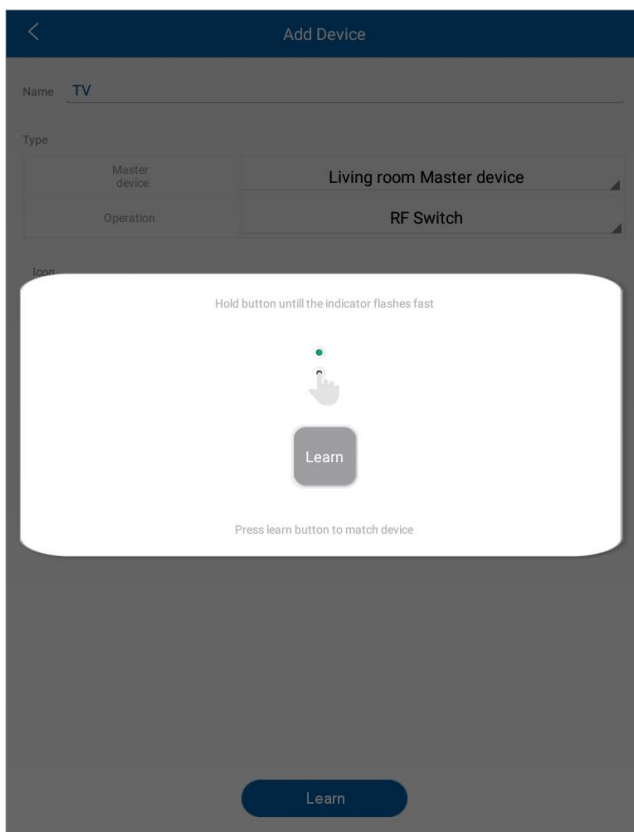 Add Device
Name TV
Type
Master
device
Living room Master device
Operation RF Switch
Icon
Hold button untill the indicator flashes fast
Learn
Press learn button to match device
Learn